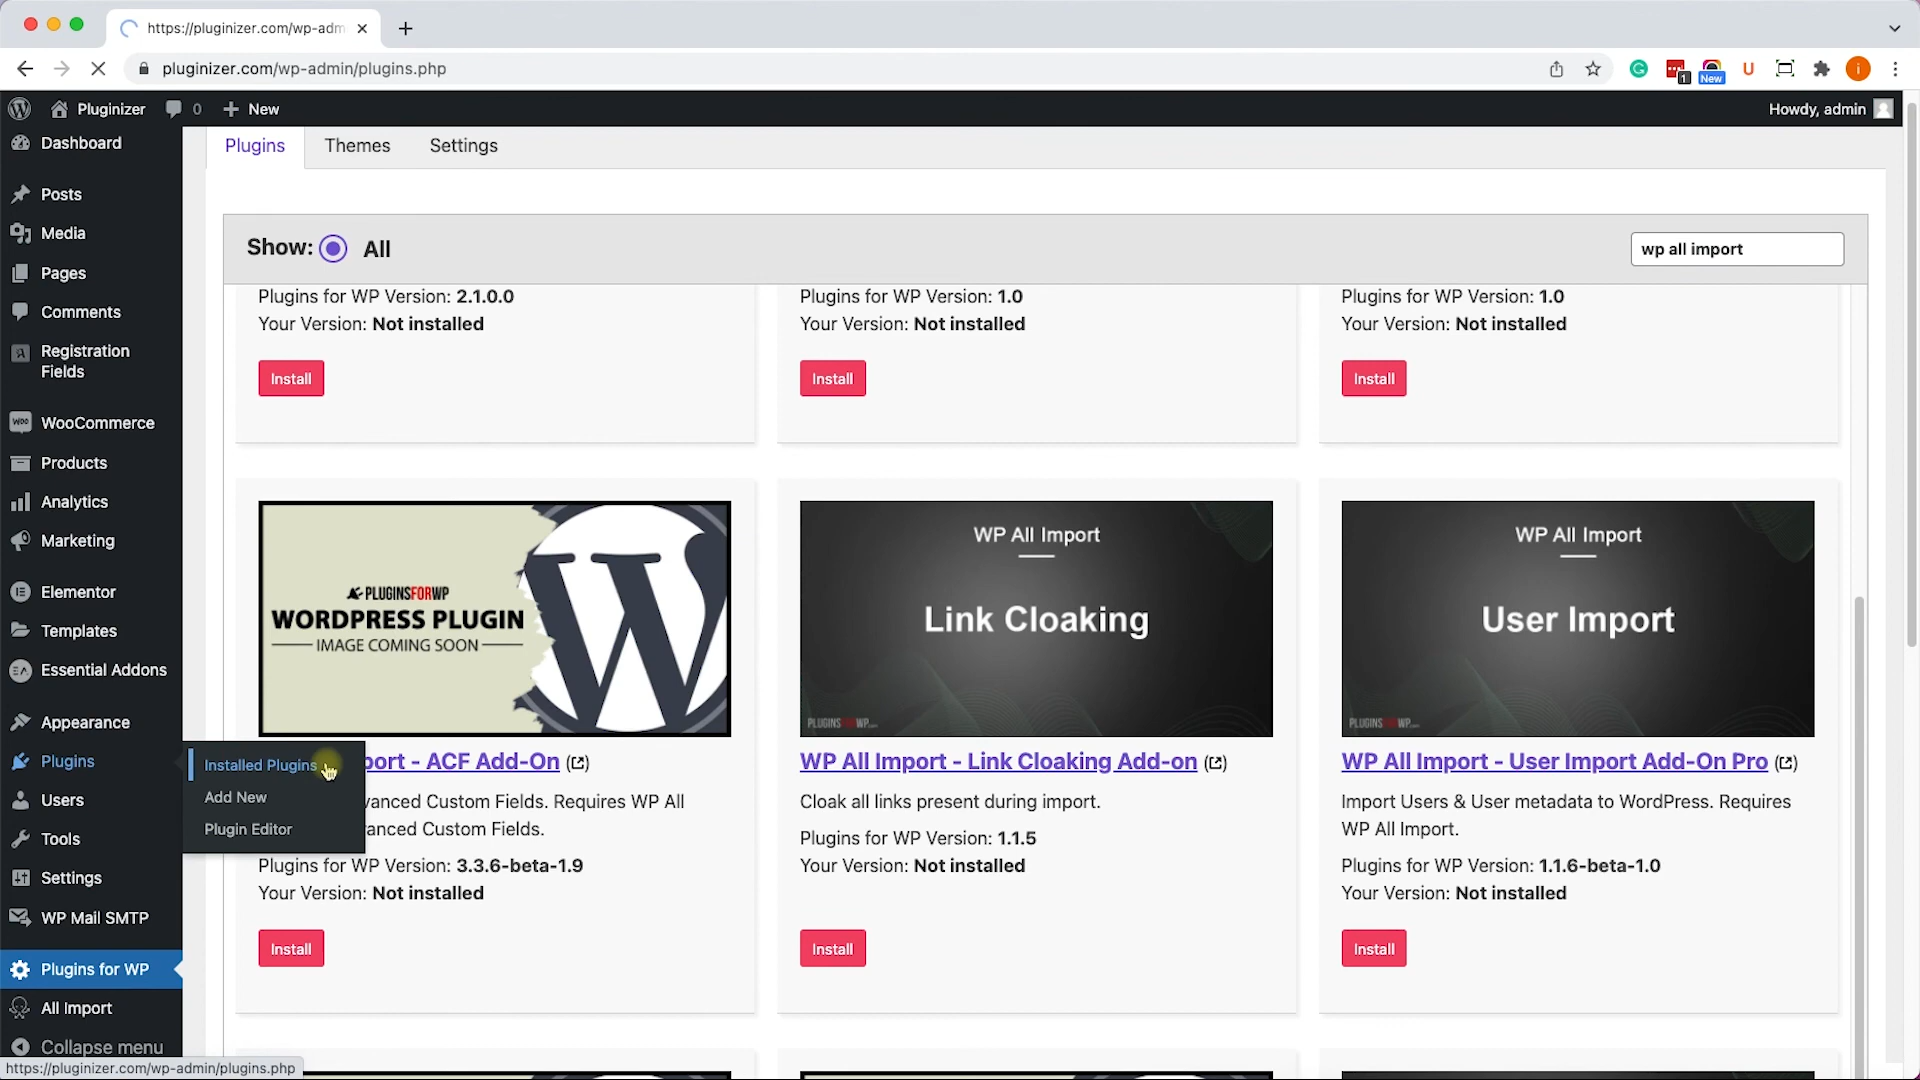 https://pluginizer.com/wp-adm
pluginizer.com/wp-admin/plugins.php
1
New
U
i
Pluginizer
0
New
Howdy, admin
Dashboard
Posts
Media
Pages
Comments
Registration
Fields
WooCommerce
Products
Analytics
Marketing
Elementor
Templates
Essential Addons
Appearance
Plugins
Users
Tools
Settings
WP Mail SMTP
Plugins for WP
All Import
Collapse menu
https://pluginizer.com/wp-admin/plugins.php
Installed Plugins
Add New
Plugin Editor
Plugins
Themes
Settings
Show: All
wp all import
Plugins for WP Version: 2.1.0.0
Your Version: Not installed
Install
Plugins for WP Version: 1.0
Your Version: Not installed
Install
Plugins for WP Version: 1.0
Your Version: Not installed
Install
PLUGINSFORWP
WORDPRESS PLUGIN
IMAGE COMING SOON
port - ACF Add-On
vanced Custom Fields. Requires WP All
vanced Custom Fields.
Plugins for WP Version: 3.3.6-beta-1.9
Your Version: Not installed
Install
WP All Import
Link Cloaking
PLUGINSFORWP.com
WP All Import - Link Cloaking Add-on
Cloak all links present during import.
Plugins for WP Version: 1.1.5
Your Version: Not installed
Install
WP All Import
User Import
PLUGINSFORWP.com
WP All Import - User Import Add-On Pro
Import Users & User metadata to WordPress. Requires
WP All Import.
Plugins for WP Version: 1.1.6-beta-1.0
Your Version: Not installed
Install